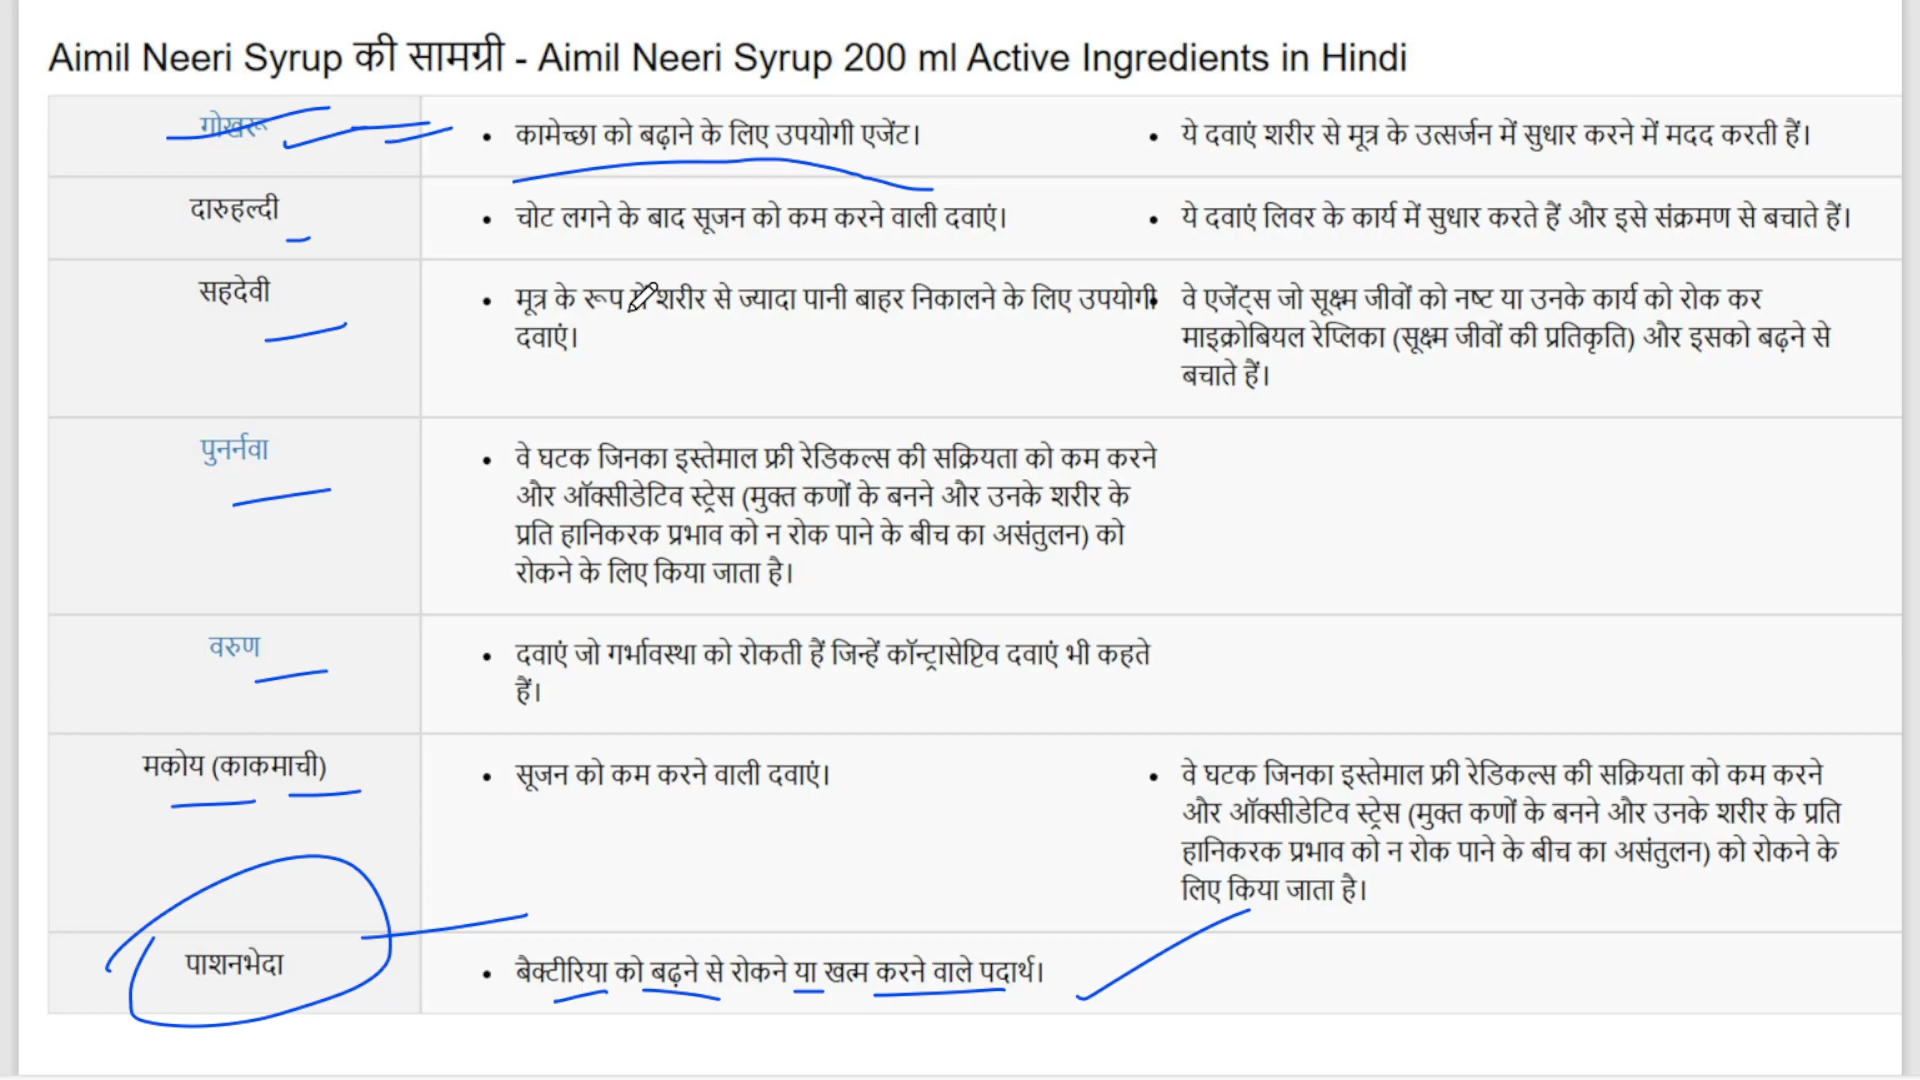 Aimil Neeri Syrup की सामग्री - Aimil Neeri Syrup 200 ml Active Ingredients in Hindi
गोखरू
• कामेच्छा को बढ़ाने के लिए उपयोगी एजेंट।
• ये दवाएं शरीर से मूत्र के उत्सर्जन में सुधार करने में मदद करती हैं।
दारुहल्दी
• चोट लगने के बाद सूजन को कम करने वाली दवाएं।
• ये दवाएं लिवर के कार्य में सुधार करते हैं और इसे संक्रमण से बचाते हैं।
सहदेवी
• मूत्र के रूप में शरीर से ज्यादा पानी बाहर निकालने के लिए उपयोगी
दवाएं।
• वे एजेंट्स जो सूक्ष्म जीवों को नष्ट या उनके कार्य को रोक कर
माइक्रोबियल रेप्लिका (सूक्ष्म जीवों की प्रतिकृति) और इसको बढ़ने से
बचाते हैं।
पुनर्नवा
• वे घटक जिनका इस्तेमाल फ्री रेडिकल्स की सक्रियता को कम करने
और ऑक्सीडेटिव स्ट्रेस (मुक्त कणों के बनने और उनके शरीर के
प्रति हानिकरक प्रभाव को न रोक पाने के बीच का असंतुलन) को
रोकने के लिए किया जाता है।
वरुण
• दवाएं जो गर्भावस्था को रोकती हैं जिन्हें कॉन्ट्रासेप्टिव दवाएं भी कहते
हैं।
मकोय (काकमाची)
• सूजन को कम करने वाली दवाएं।
• वे घटक जिनका इस्तेमाल फ्री रेडिकल्स की सक्रियता को कम करने
और ऑक्सीडेटिव स्ट्रेस (मुक्त कणों के बनने और उनके शरीर के प्रति
हानिकरक प्रभाव को न रोक पाने के बीच का असंतुलन) को रोकने के
लिए किया जाता है।
पाशनभेदा
• बैक्टीरिया को बढ़ने से रोकने या खत्म करने वाले पदार्थ।